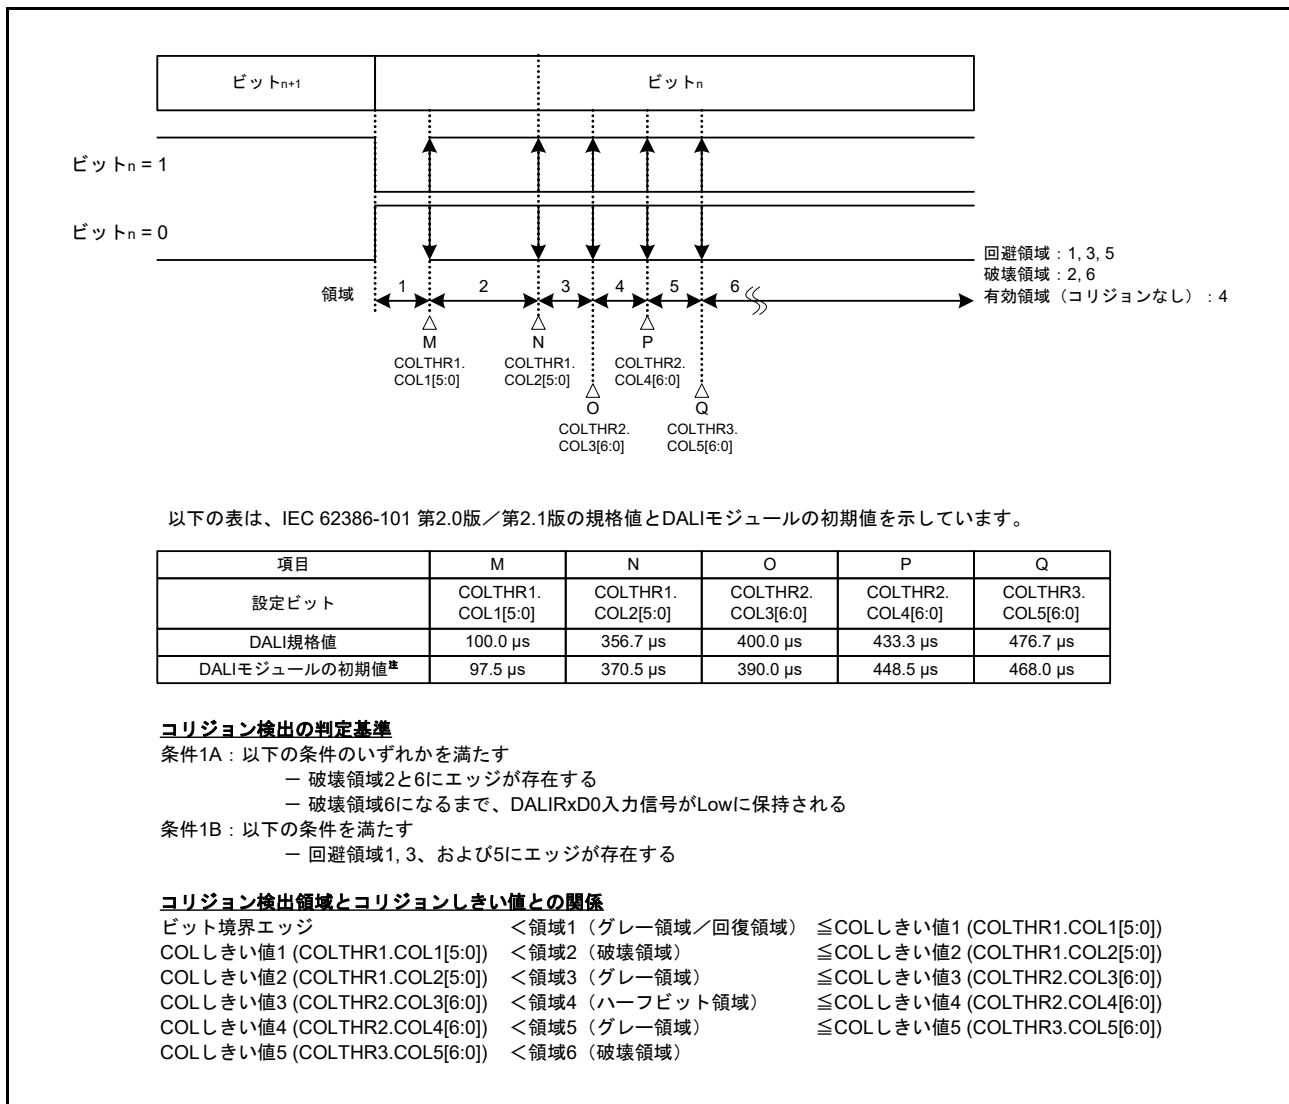 ビットn+1
ビットn
ビットn = 1
ビットn = 0
回避領域：1, 3, 5
破壊領域：2, 6
有効領域（コリジョンなし）：4
領域
1
2
3
4
5
6
M
COLTHR1.
COL1[5:0]
N
COLTHR1.
COL2[5:0]
P
COLTHR2.
COL4[6:0]
O
COLTHR2.
COL3[6:0]
Q
COLTHR3.
COL5[6:0]
以下の表は、IEC 62386-101 第2.0版／第2.1版の規格値とDALIモジュールの初期値を示しています。
項目 M N O P Q
設定ビット COLTHR1. COL1[5:0] COLTHR1. COL2[5:0] COLTHR2. COL3[6:0] COLTHR2. COL4[6:0] COLTHR3. COL5[6:0]
DALI規格値 100.0 µs 356.7 µs 400.0 µs 433.3 µs 476.7 µs
DALIモジュールの初期値注 97.5 µs 370.5 µs 390.0 µs 448.5 µs 468.0 µs
コリジョン検出の判定基準
条件1A：以下の条件のいずれかを満たす
－ 破壊領域2と6にエッジが存在する
－ 破壊領域6になるまで、DALIRxD0入力信号がLowに保持される
条件1B：以下の条件を満たす
－ 回避領域1, 3、および5にエッジが存在する
コリジョン検出領域とコリジョンしきい値との関係
ビット境界エッジ ＜領域1（グレー領域／回復領域） ≦COLしきい値1 (COLTHR1.COL1[5:0])
COLしきい値1 (COLTHR1.COL1[5:0]) ＜領域2（破壊領域） ≦COLしきい値2 (COLTHR1.COL2[5:0])
COLしきい値2 (COLTHR1.COL2[5:0]) ＜領域3（グレー領域） ≦COLしきい値3 (COLTHR2.COL3[6:0])
COLしきい値3 (COLTHR2.COL3[6:0]) ＜領域4（ハーフビット領域） ≦COLしきい値4 (COLTHR2.COL4[6:0])
COLしきい値4 (COLTHR2.COL4[6:0]) ＜領域5（グレー領域） ≦COLしきい値5 (COLTHR3.COL5[6:0])
COLしきい値5 (COLTHR3.COL5[6:0]) ＜領域6（破壊領域）